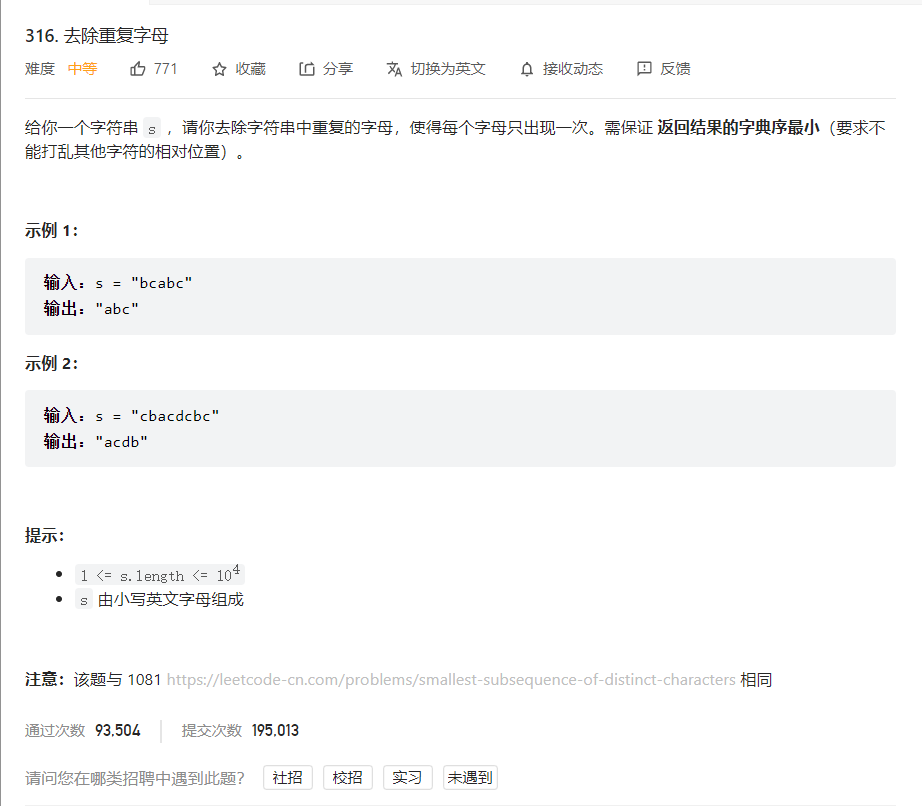 316. 去除重复字母
难度 中等 771 收藏 分享 切换为英文 接收动态 反馈
给你一个字符串 s ，请你去除字符串中重复的字母，使得每个字母只出现一次。需保证 返回结果的字典序最小（要求不
能打乱其他字符的相对位置）。
示例 1：
输入：s = "bcabc"
输出："abc"
示例 2：
输入：s = "cbacdcbc"
输出："acdb"
提示：
• 1 <= s.length <= 10⁴
• s 由小写英文字母组成
注意：该题与 1081 https://leetcode-cn.com/problems/smallest-subsequence-of-distinct-characters 相同
通过次数 93,504 提交次数 195,013
请问您在哪类招聘中遇到此题？ 社招 校招 实习 未遇到